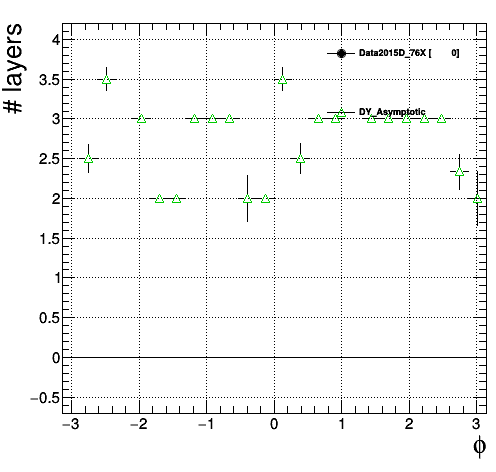 # layers
4
Data2015D_76X [ 0]
3.5
DY_Asymptotic
3
2.5
2
1.5
1
0.5
0
−0.5
−3 −2 −1 0 1 2 3
ϕ